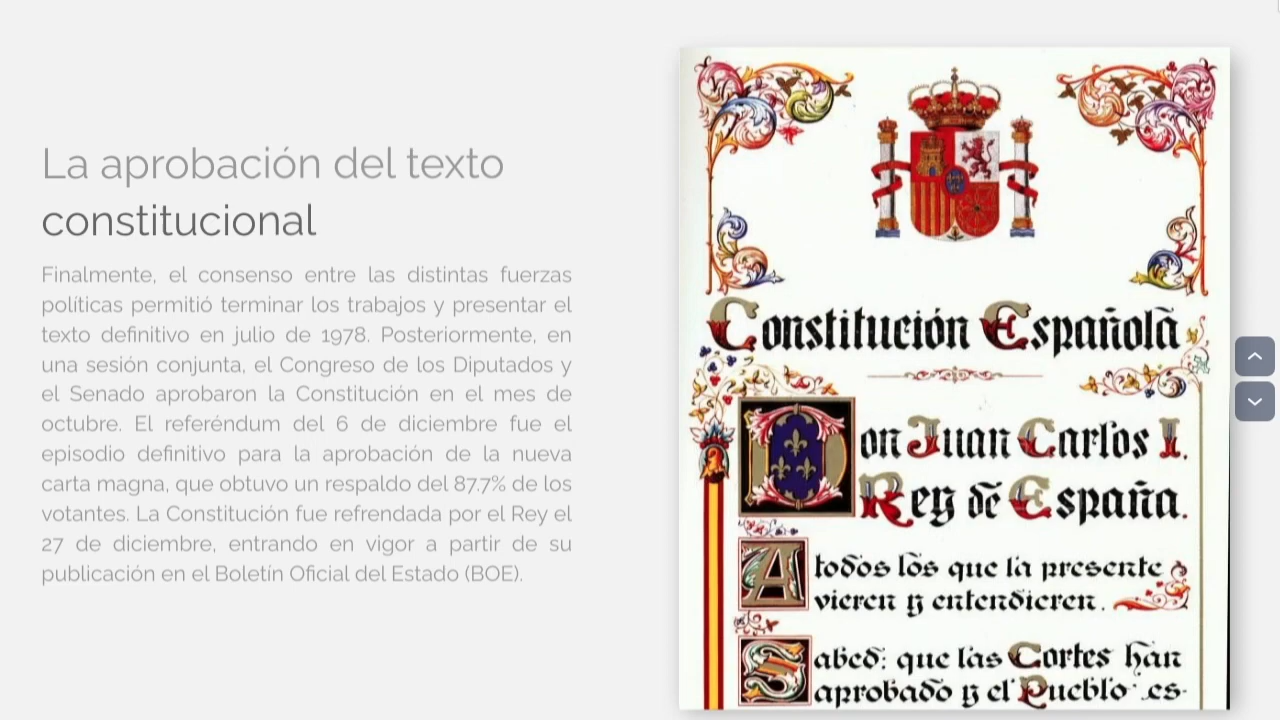 La aprobación del texto
constitucional
Finalmente, el consenso entre las distintas fuerzas
políticas permitió terminar los trabajos y presentar el
texto definitivo en julio de 1978. Posteriormente, en
una sesión conjunta, el Congreso de los Diputados y
el Senado aprobaron la Constitución en el mes de
octubre. El referéndum del 6 de diciembre fue el
episodio definitivo para la aprobación de la nueva
carta magna, que obtuvo un respaldo del 87.7% de los
votantes. La Constitución fue refrendada por el Rey el
27 de diciembre, entrando en vigor a partir de su
publicación en el Boletín Oficial del Estado (BOE).
Constitución Española
Don Juan Carlos I.
Rey de España.
A todos los que la presente
vieren y entendieren.
Sabed: que las Cortes han
aprobado y el Pueblo es-